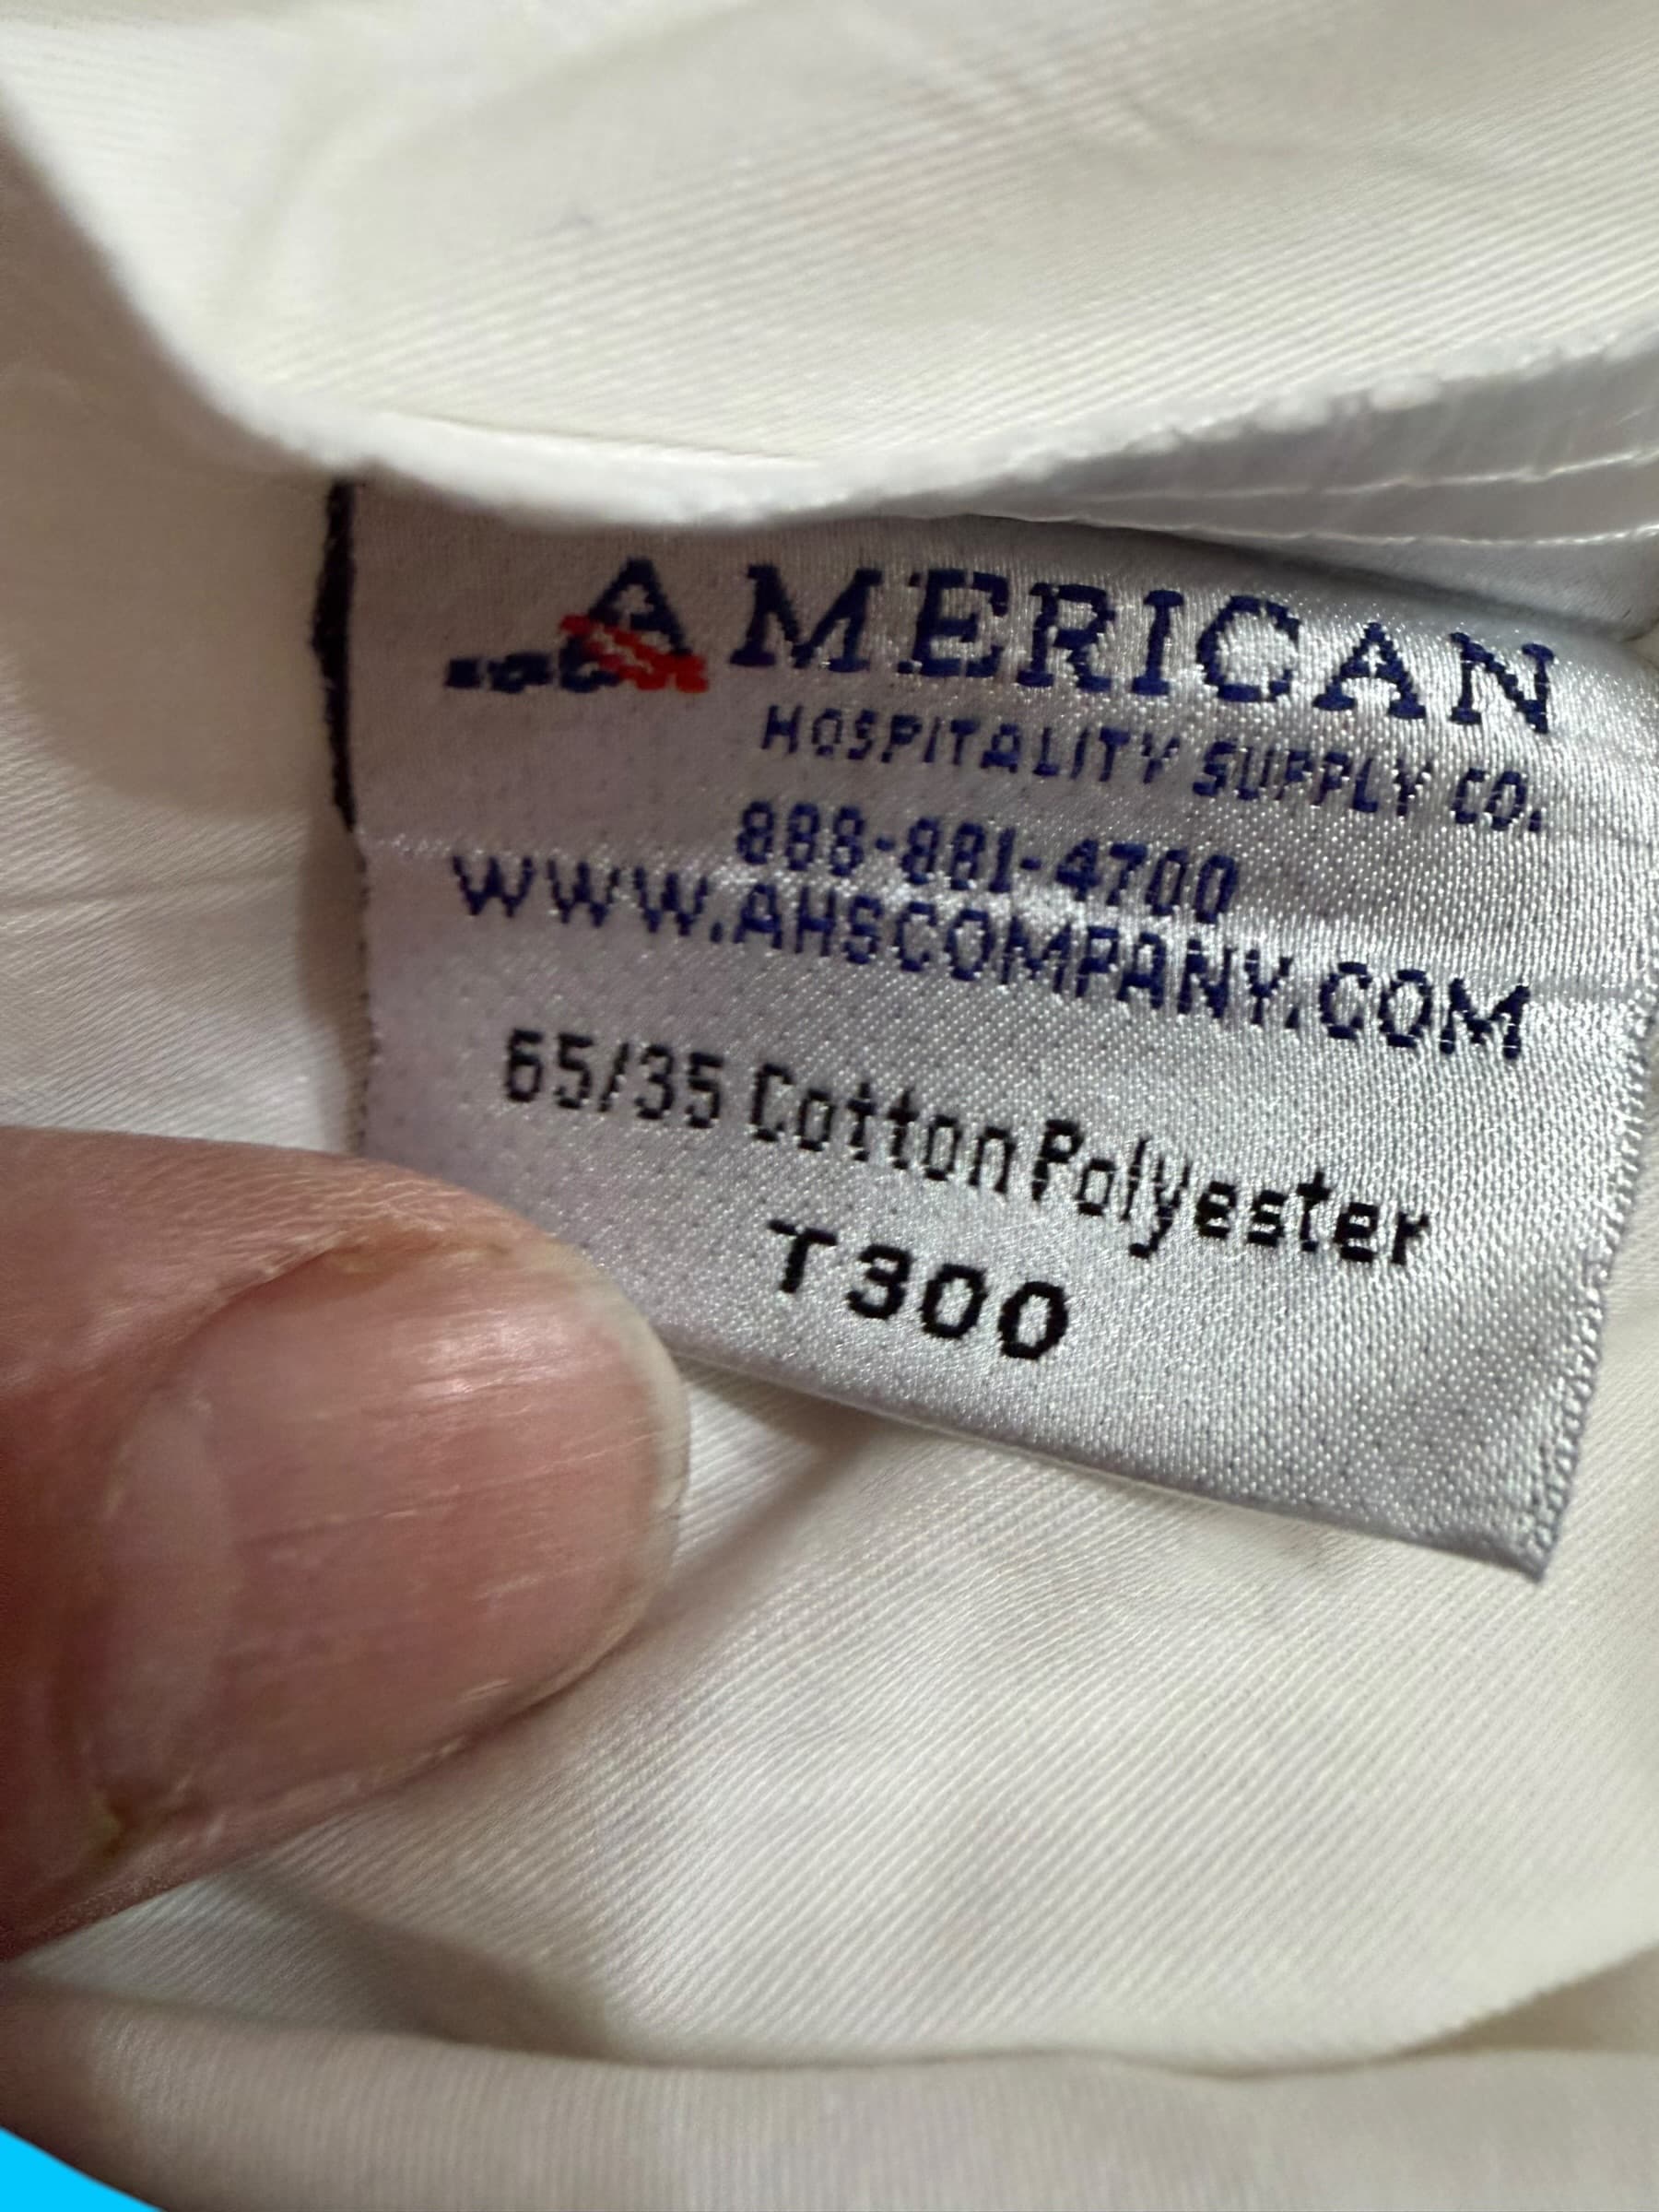 AMERICAN
HOSPITALITY SUPPLY CO.
888-881-4700
WWW.AHSCOMPANY.COM
65/35 Cotton Polyester
T300